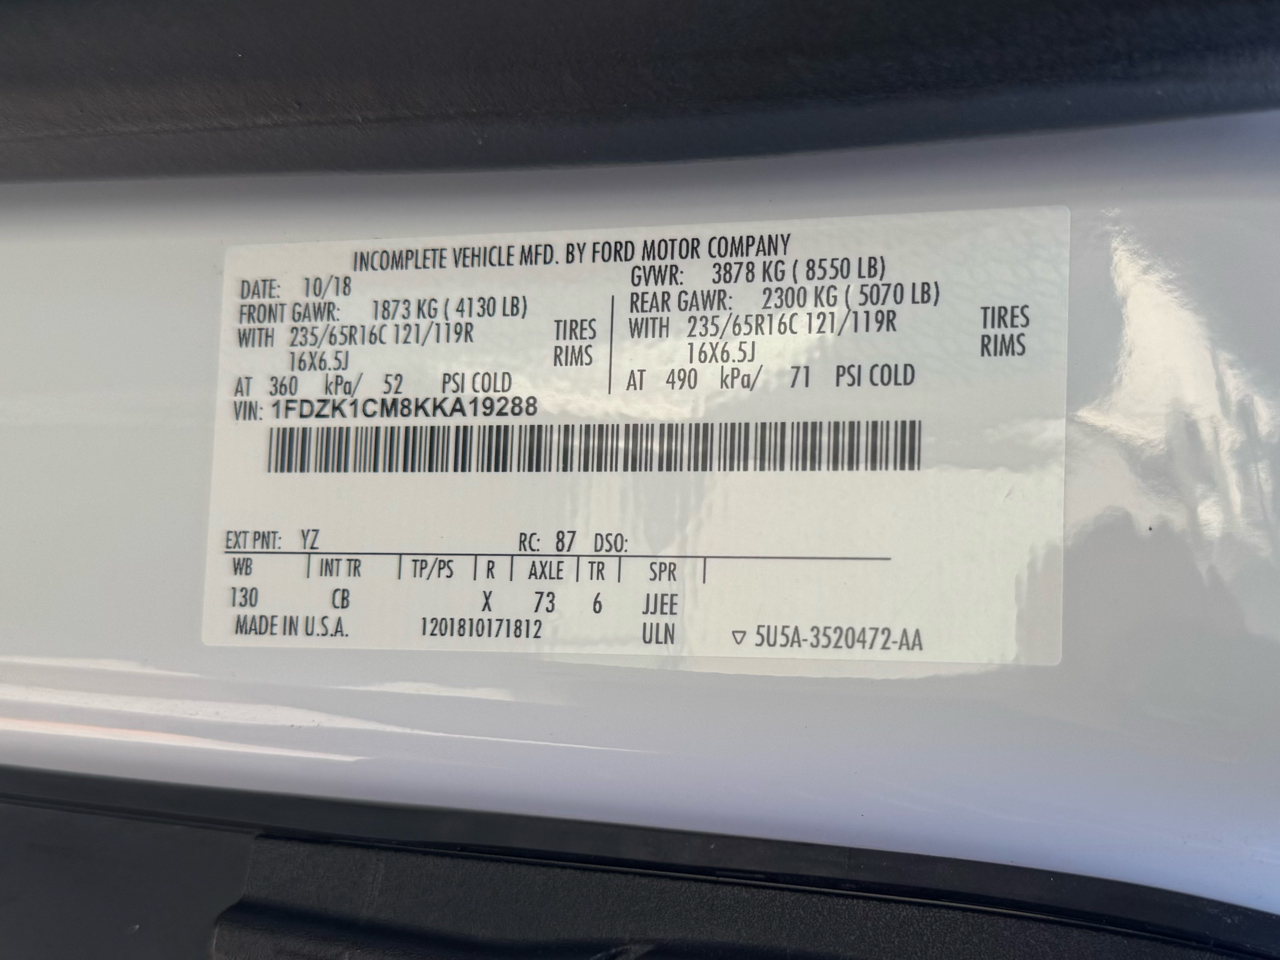 INCOMPLETE VEHICLE MFD. BY FORD MOTOR COMPANY
DATE: 10/18 GVWR: 3878 KG ( 8550 LB)
FRONT GAWR: 1873 KG ( 4130 LB) REAR GAWR: 2300 KG ( 5070 LB)
WITH 235/65R16C 121/119R TIRES WITH 235/65R16C 121/119R TIRES
16X6.5J RIMS 16X6.5J RIMS
AT 360 kPa/ 52 PSI COLD AT 490 kPa/ 71 PSI COLD
VIN: 1FDZK1CM8KKA19288
EXT PNT: YZ RC: 87 DSO:
WB INT TR TP/PS R AXLE TR SPR
130 CB X 73 6 JJEE
MADE IN U.S.A. 1201810171812 ULN ▽ 5U5A-3520472-AA